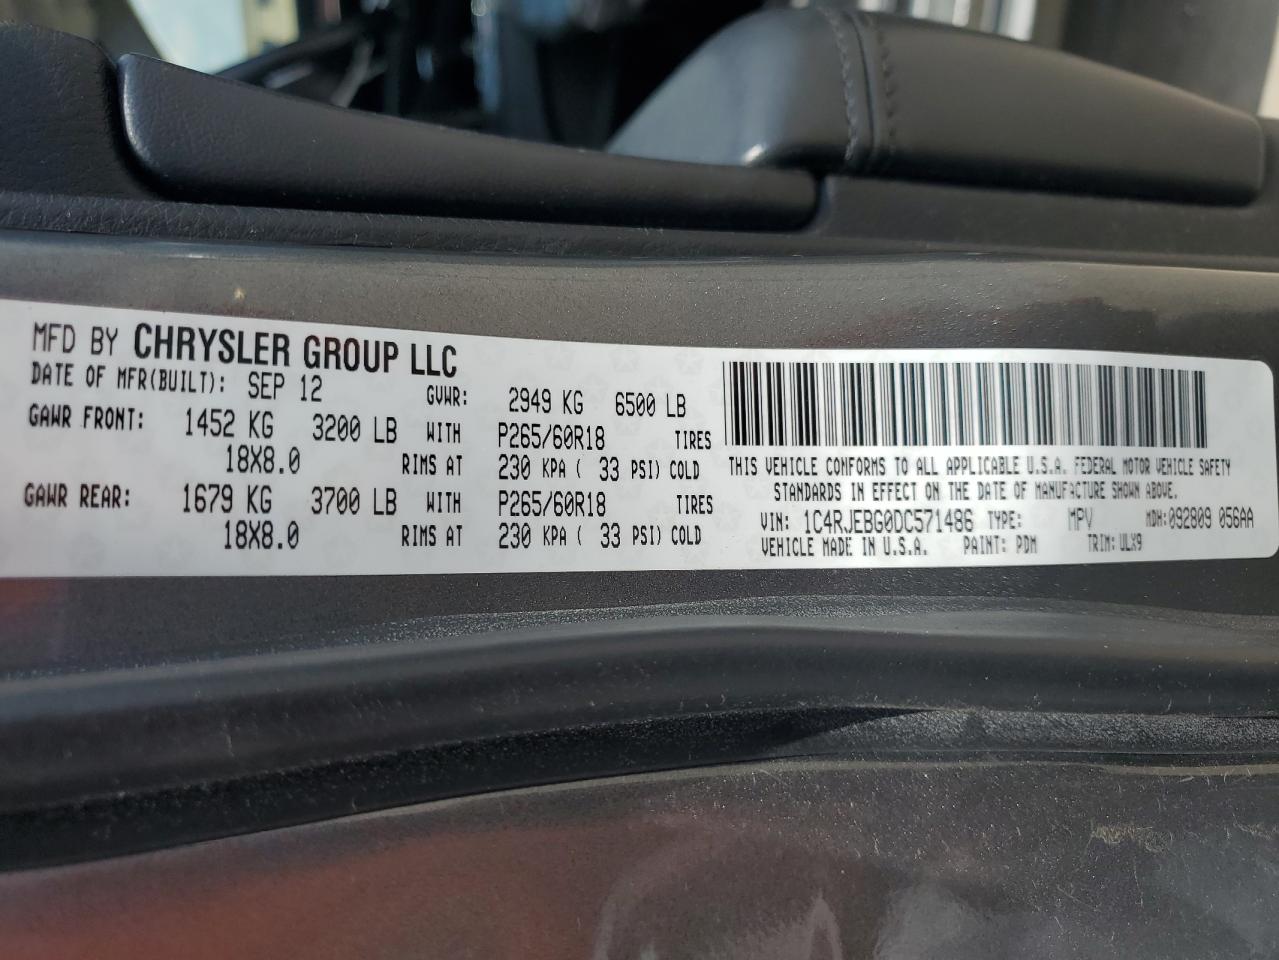 MFD BY CHRYSLER GROUP LLC
DATE OF MFR(BUILT): SEP 12 GVWR: 2949 KG 6500 LB
GAWR FRONT: 1452 KG 3200 LB WITH P265/60R18 TIRES
18X8.0 RIMS AT 230 KPA ( 33 PSI) COLD
GAWR REAR: 1679 KG 3700 LB WITH P265/60R18 TIRES
18X8.0 RIMS AT 230 KPA ( 33 PSI) COLD
THIS VEHICLE CONFORMS TO ALL APPLICABLE U.S.A. FEDERAL MOTOR VEHICLE SAFETY
STANDARDS IN EFFECT ON THE DATE OF MANUFACTURE SHOWN ABOVE.
VIN: 1C4RJEBG0DC571486 TYPE: MPV MDH:092809 056AA
VEHICLE MADE IN U.S.A. PAINT: PDM TRIM: ULX9